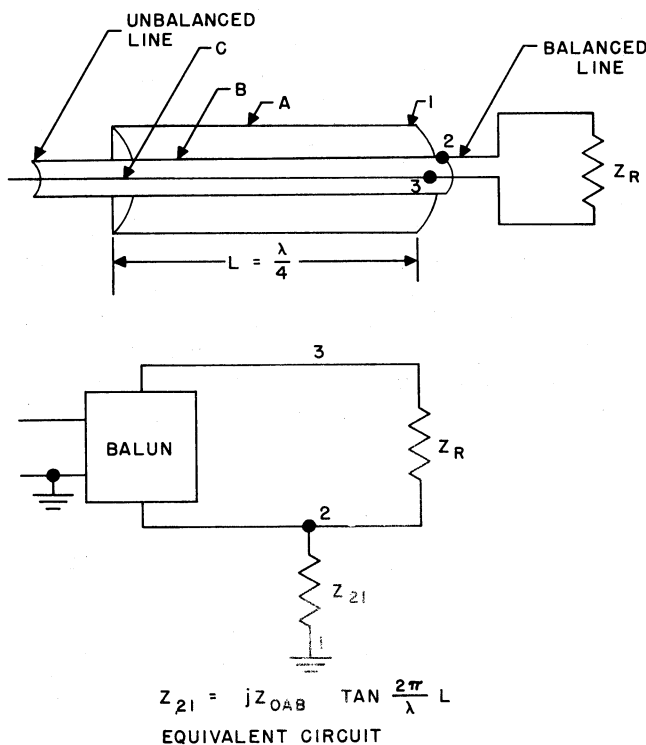 UNBALANCED
LINE
C
B
A
1
BALANCED
LINE
2
3
Z_R
L = λ/4
3
BALUN
Z_R
2
Z_21
1
Z_21 = jZ_OAB TAN 2π/λ L
EQUIVALENT CIRCUIT